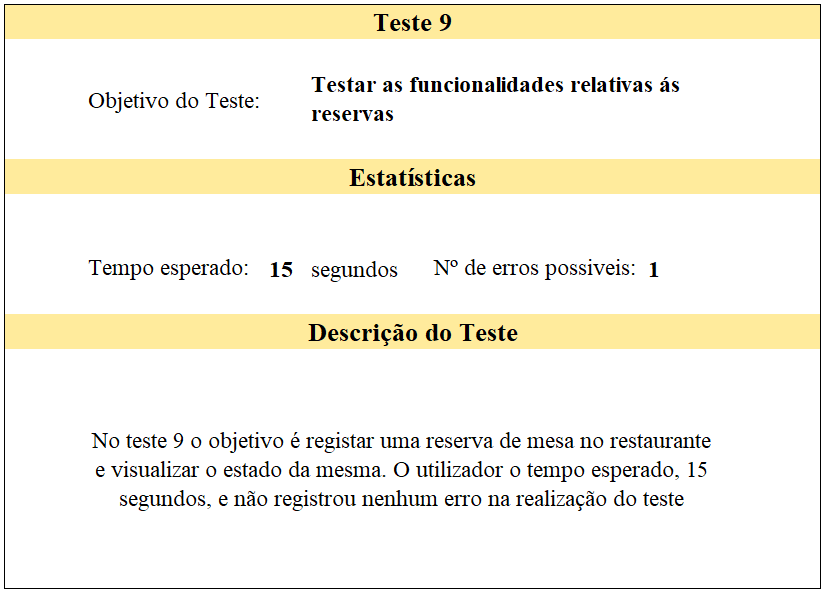 Teste 9
Objetivo do Teste:
Testar as funcionalidades relativas ás
reservas
Estatísticas
Tempo esperado: 15 segundos Nº de erros possiveis: 1
Descrição do Teste
No teste 9 o objetivo é registar uma reserva de mesa no restaurante
e visualizar o estado da mesma. O utilizador o tempo esperado, 15
segundos, e não registrou nenhum erro na realização do teste